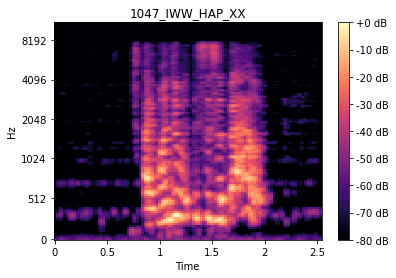 1047_IWW_HAP_XX
+0 dB
8192
-10 dB
4096
-20 dB
-30 dB
2048
Hz
-40 dB
1024
-50 dB
512
-60 dB
-70 dB
0
-80 dB
0 0.5 1 1.5 2 2.5
Time